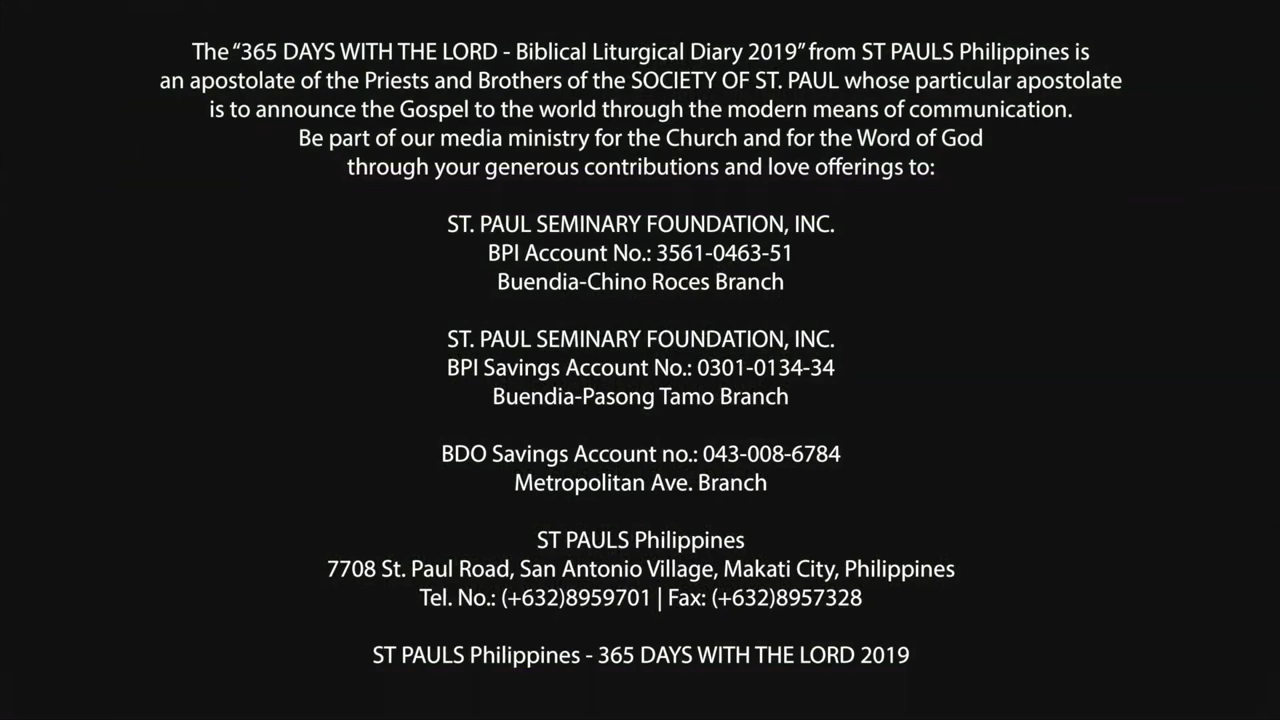 The “365 DAYS WITH THE LORD - Biblical Liturgical Diary 2019” from ST PAULS Philippines is
an apostolate of the Priests and Brothers of the SOCIETY OF ST. PAUL whose particular apostolate
is to announce the Gospel to the world through the modern means of communication.
Be part of our media ministry for the Church and for the Word of God
through your generous contributions and love offerings to:
ST. PAUL SEMINARY FOUNDATION, INC.
BPI Account No.: 3561-0463-51
Buendia-Chino Roces Branch
ST. PAUL SEMINARY FOUNDATION, INC.
BPI Savings Account No.: 0301-0134-34
Buendia-Pasong Tamo Branch
BDO Savings Account no.: 043-008-6784
Metropolitan Ave. Branch
ST PAULS Philippines
7708 St. Paul Road, San Antonio Village, Makati City, Philippines
Tel. No.: (+632)8959701 | Fax: (+632)8957328
ST PAULS Philippines - 365 DAYS WITH THE LORD 2019